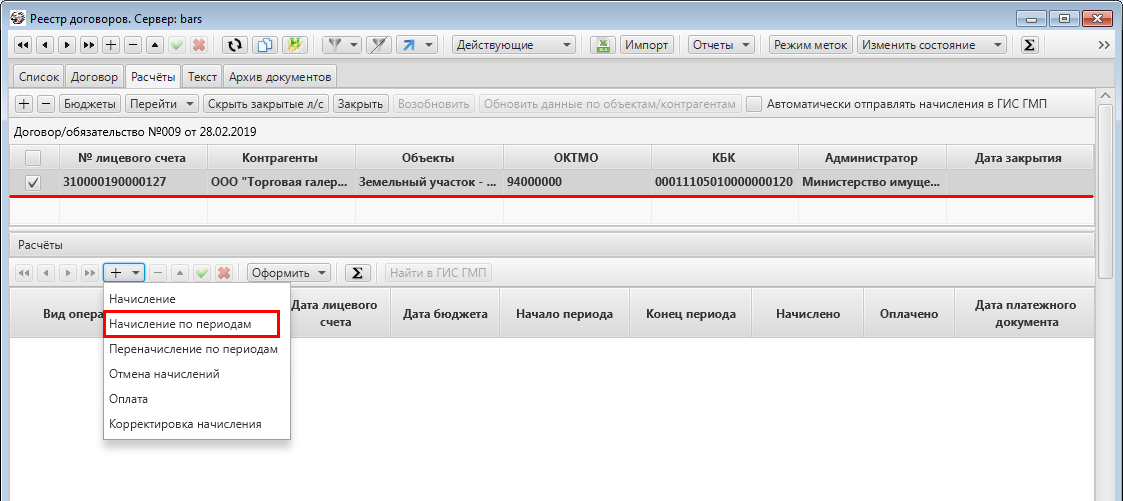 Реестр договоров. Сервер: bars
Действующие Импорт Отчеты Режим меток Изменить состояние Σ »
Список Договор Расчёты Текст Архив документов
Бюджеты Перейти Скрыть закрытые л/с Закрыть Возобновить Обновить данные по объектам/контрагентам Автоматически отправлять начисления в ГИС ГМП
Договор/обязательство №009 от 28.02.2019
№ лицевого счета Контрагенты Объекты ОКТМО КБК Администратор Дата закрытия
310000190000127 ООО "Торговая галер... Земельный участок - ... 94000000 00011105010000000120 Министерство имуще...
Расчёты
Оформить Σ Найти в ГИС ГМП
Вид опера Дата лицевого счета Дата бюджета Начало периода Конец периода Начислено Оплачено Дата платежного документа
Начисление
Начисление по периодам
Переначисление по периодам
Отмена начислений
Оплата
Корректировка начисления